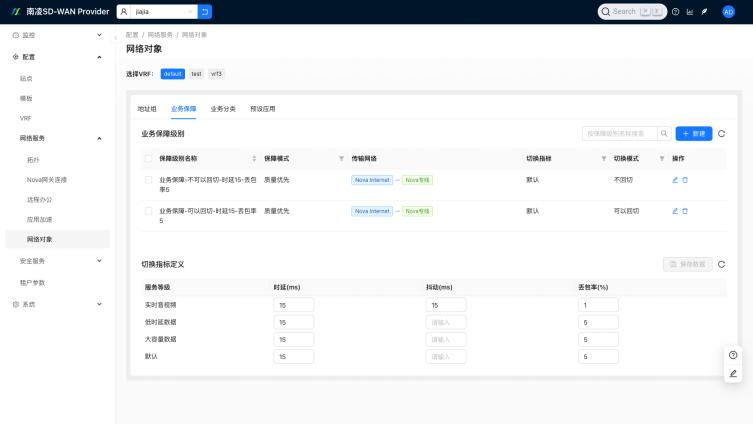 南凌SD-WAN Provider
jiajia
Search
AD
监控
配置
站点
模板
VRF
网络服务
拓扑
Nova网关连接
远程办公
应用加速
网络对象
安全服务
租户参数
系统
配置 / 网络服务 / 网络对象
网络对象
选择VRF: default test vrf3
地址组 业务保障 业务分类 预设应用
业务保障级别
按保障级别名称搜索
+ 新建
保障级别名称 保障模式 传输网络 切换指标 切换模式 操作
业务保障-不可以回切-时延15-丢包率5 质量优先 Nova Internet → Nova专线 默认 不回切
业务保障-可以回切-时延15-丢包率5 质量优先 Nova Internet → Nova专线 默认 可以回切
切换指标定义
保存数据
服务等级 时延(ms) 抖动(ms) 丢包率(%)
实时音视频 15 15 1
低时延数据 15 请输入 5
大容量数据 15 请输入 5
默认 15 请输入 5